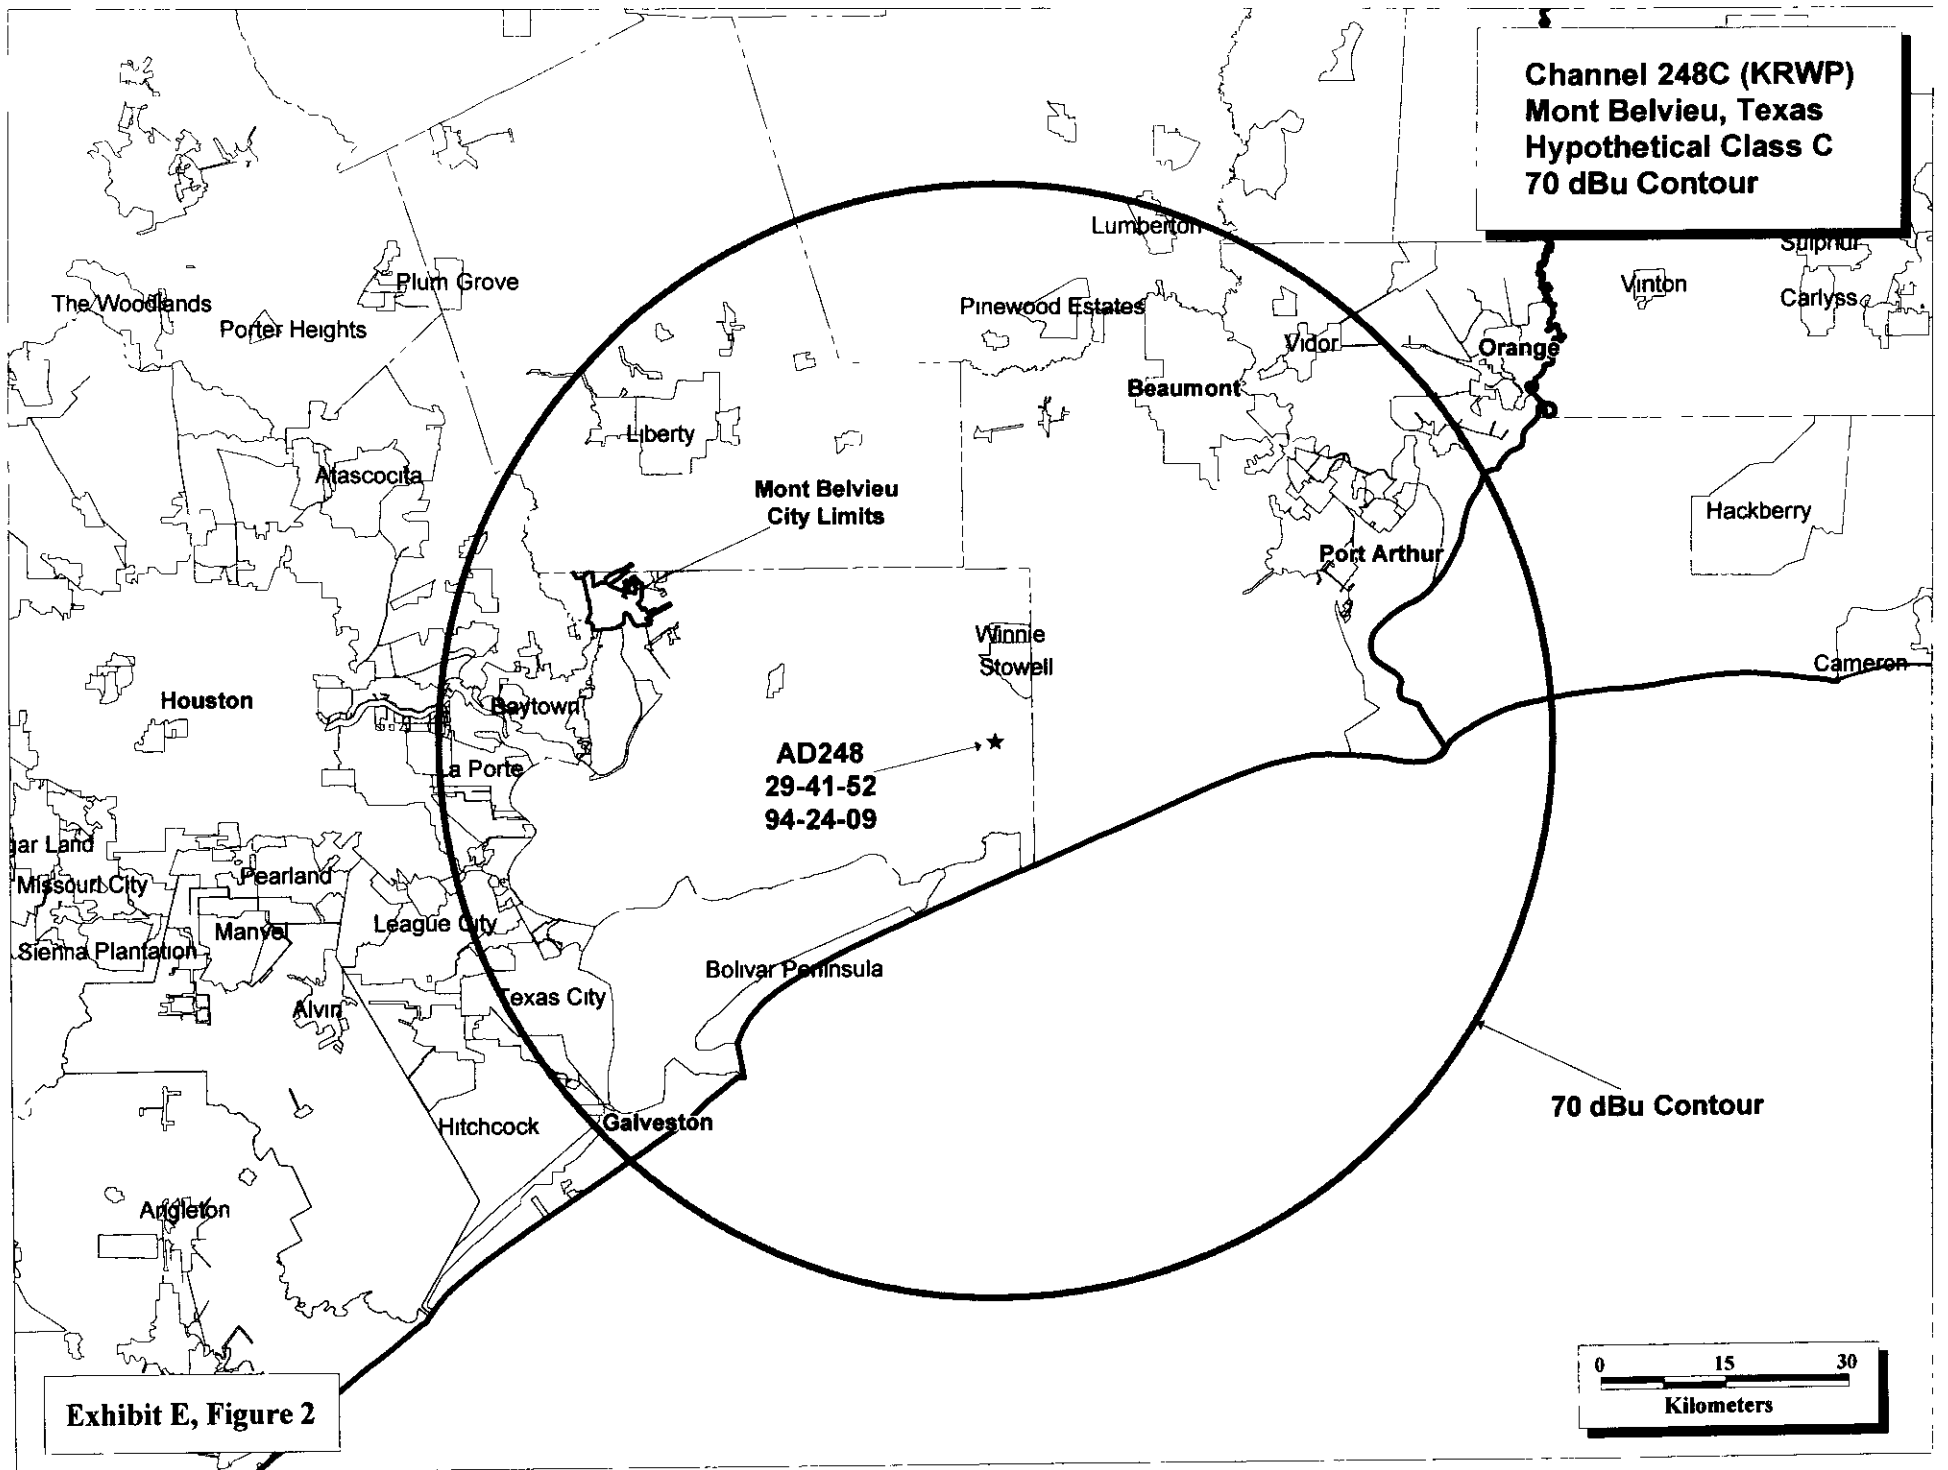 Channel 248C (KRWP)
Mont Belvieu, Texas
Hypothetical Class C
70 dBu Contour
Lumberton
Sulphur
Plum Grove
The Woodlands
Porter Heights
Pinewood Estates
Vinton
Carlyss
Vidor
Orange
Beaumont
Liberty
Atascocita
Mont Belvieu
City Limits
Hackberry
Port Arthur
Winnie
Stowell
Cameron
Houston
Baytown
AD248
29-41-52
94-24-09
La Porte
gar Land
Missouri City
Pearland
League City
Manvel
Sienna Plantation
Bolivar Peninsula
Texas City
Alvin
70 dBu Contour
Hitchcock
Galveston
Angleton
0 15 30
Kilometers
Exhibit E, Figure 2